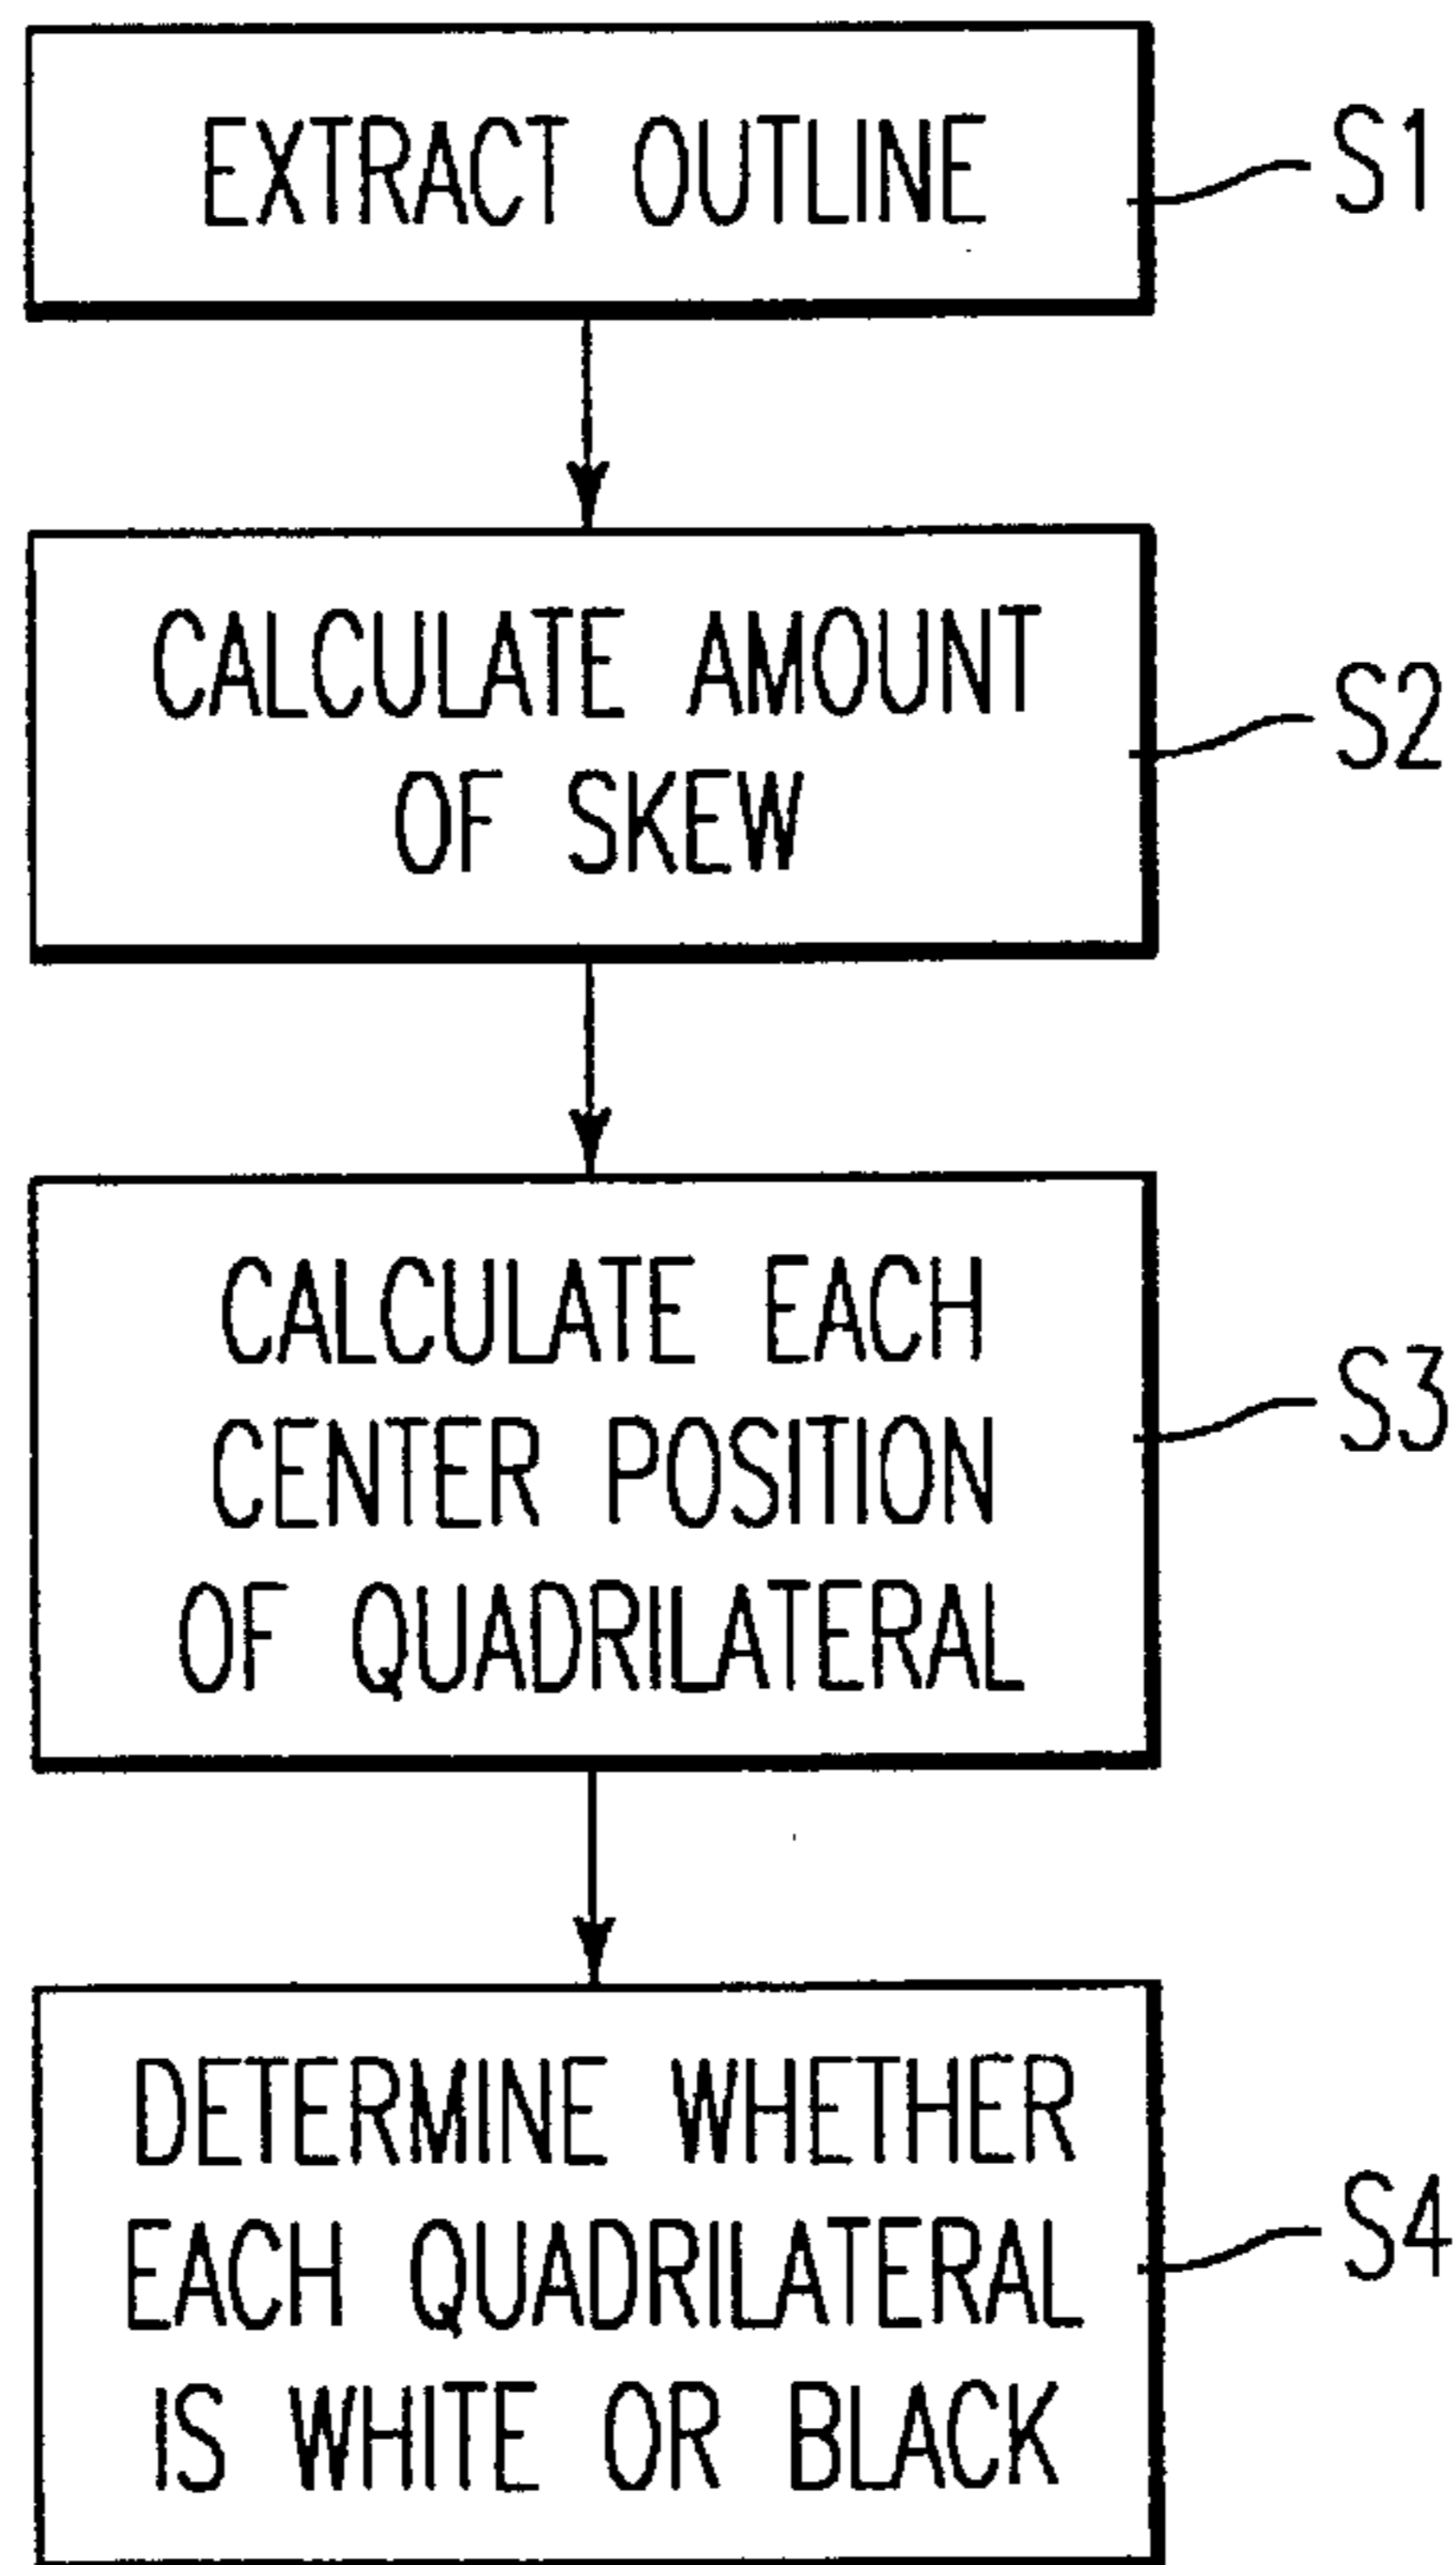 EXTRACT OUTLINE
S1
CALCULATE AMOUNT
OF SKEW
S2
CALCULATE EACH
CENTER POSITION
OF QUADRILATERAL
S3
DETERMINE WHETHER
EACH QUADRILATERAL
IS WHITE OR BLACK
S4